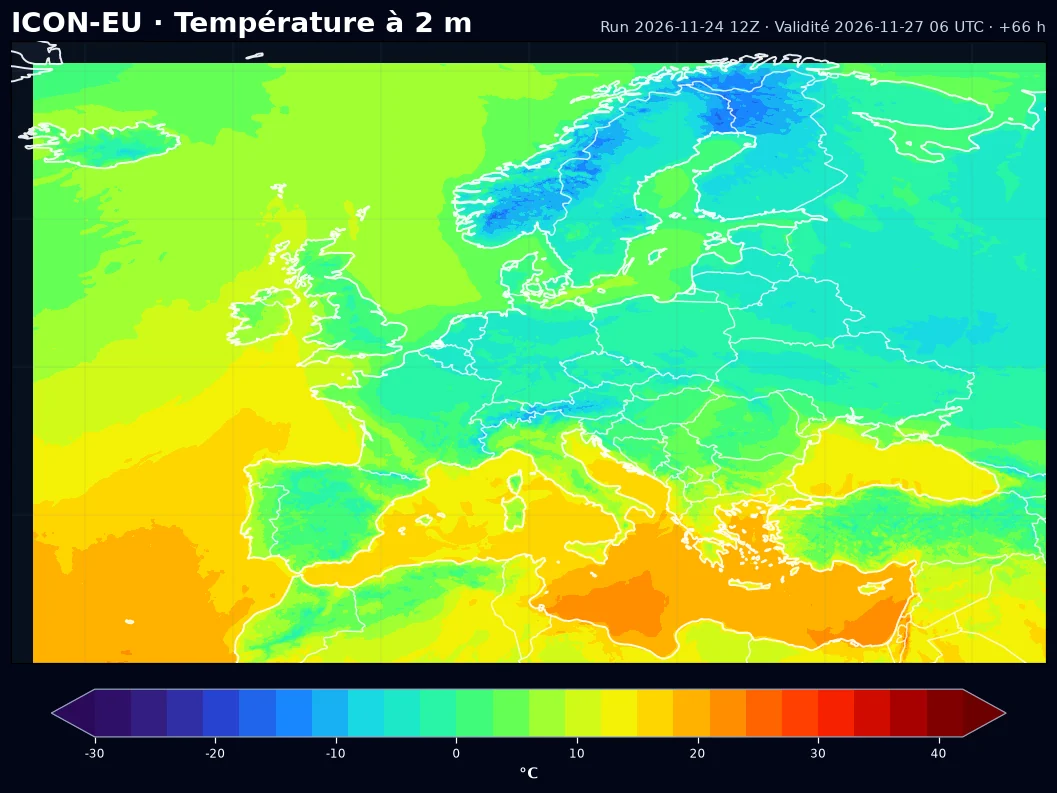 ICON-EU · Température à 2 m
Run 2026-11-24 12Z · Validité 2026-11-27 06 UTC · +66 h
-30 -20 -10 0 10 20 30 40
°C